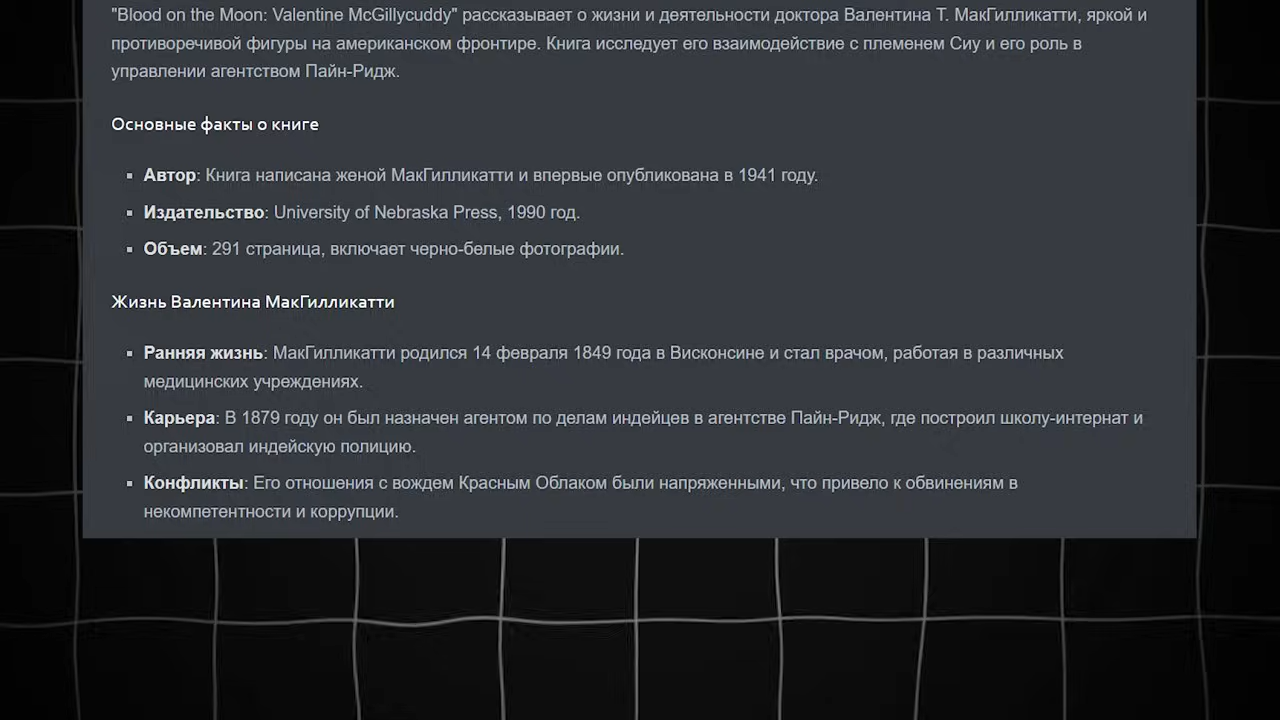 "Blood on the Moon: Valentine McGillycuddy" рассказывает о жизни и деятельности доктора Валентина Т. МакГилликатти, яркой и
противоречивой фигуры на американском фронтире. Книга исследует его взаимодействие с племенем Сиу и его роль в
управлении агентством Пайн-Ридж.
Основные факты о книге
▪ Автор: Книга написана женой МакГилликатти и впервые опубликована в 1941 году.
▪ Издательство: University of Nebraska Press, 1990 год.
▪ Объем: 291 страница, включает черно-белые фотографии.
Жизнь Валентина МакГилликатти
▪ Ранняя жизнь: МакГилликатти родился 14 февраля 1849 года в Висконсине и стал врачом, работая в различных
медицинских учреждениях.
▪ Карьера: В 1879 году он был назначен агентом по делам индейцев в агентстве Пайн-Ридж, где построил школу-интернат и
организовал индейскую полицию.
▪ Конфликты: Его отношения с вождем Красным Облаком были напряженными, что привело к обвинениям в
некомпетентности и коррупции.